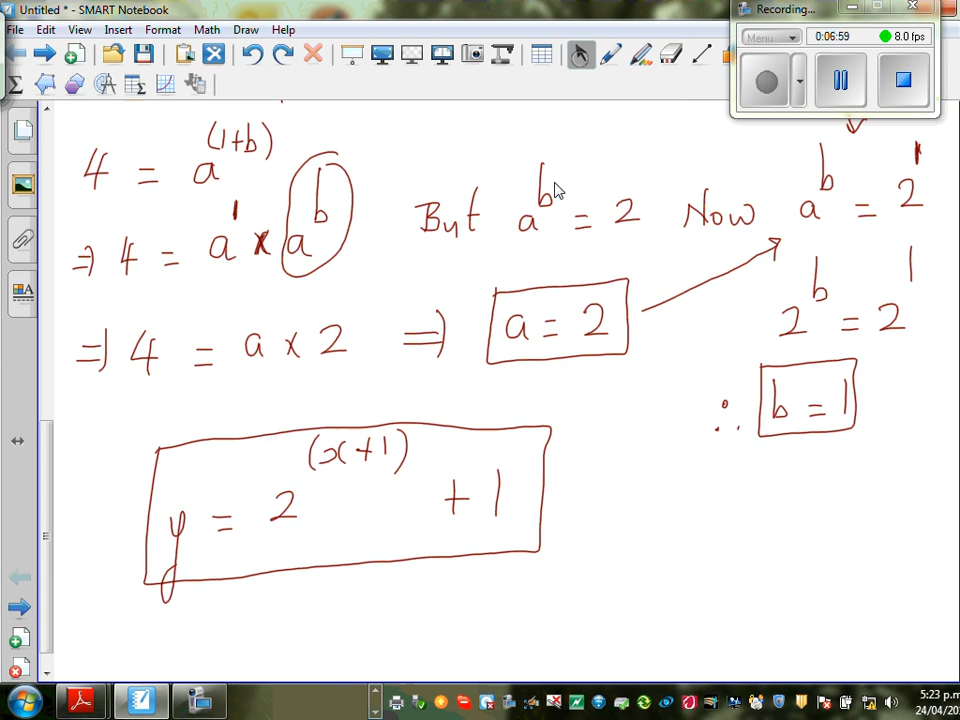 Untitled * - SMART Notebook
Recording...
File Edit View Insert Format Math Table Draw Help
Menu 0:06:59 8.0 fps
4 = a^(1+b)
⇒ 4 = a^1 × a^b But a^b = 2 Now a^b = 2^1
2^b = 2^1
⇒ 4 = a × 2 ⇒ a = 2
∴ b = 1
y = 2^(x+1) + 1
5:23 p.m
24/04/20